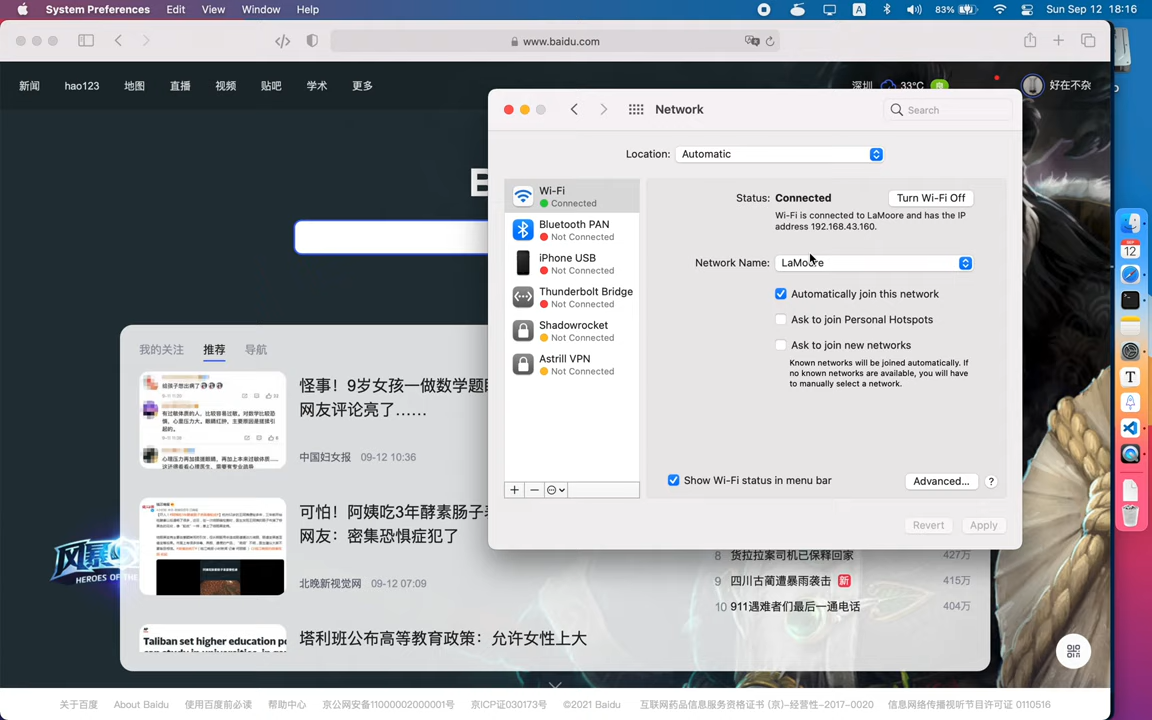 System Preferences Edit View Window Help
A 83% Sun Sep 12 18:16
www.baidu.com
新闻 hao123 地图 直播 视频 贴吧 学术 更多
深圳 33°C 良 好在不杂
Network
Search
Location: Automatic
Wi-Fi
Connected
Bluetooth PAN
Not Connected
iPhone USB
Not Connected
Thunderbolt Bridge
Not Connected
Shadowrocket
Not Connected
Astrill VPN
Not Connected
Status: Connected
Turn Wi-Fi Off
Wi-Fi is connected to LaMoore and has the IP
address 192.168.43.160.
Network Name: LaMoore
Automatically join this network
Ask to join Personal Hotspots
Ask to join new networks
Known networks will be joined automatically. If
no known networks are available, you will have
to manually select a network.
Show Wi-Fi status in menu bar
Advanced...
?
Revert
Apply
我的关注 推荐 导航
怪事！9岁女孩一做数学题
网友评论亮了……
中国妇女报 09-12 10:36
可怕！阿姨吃3年酵素肠子
网友：密集恐惧症犯了
北晚新视觉网 09-12 07:09
Taliban set higher education
塔利班公布高等教育政策：允许女性上大
8 货拉拉案司机已保释回家 427万
9 四川古蔺遭暴雨袭击 新 415万
10 911遇难者们最后一通电话 404万
HEROES OF THE
SEP
12
T
关于百度 About Baidu 使用百度前必读 帮助中心 京公网安备11000002000001号 京ICP证030173号 ©2021 Baidu 互联网药品信息服务资格证书 (京)-经营性-2017-0020 信息网络传播视听节目许可证 0110516